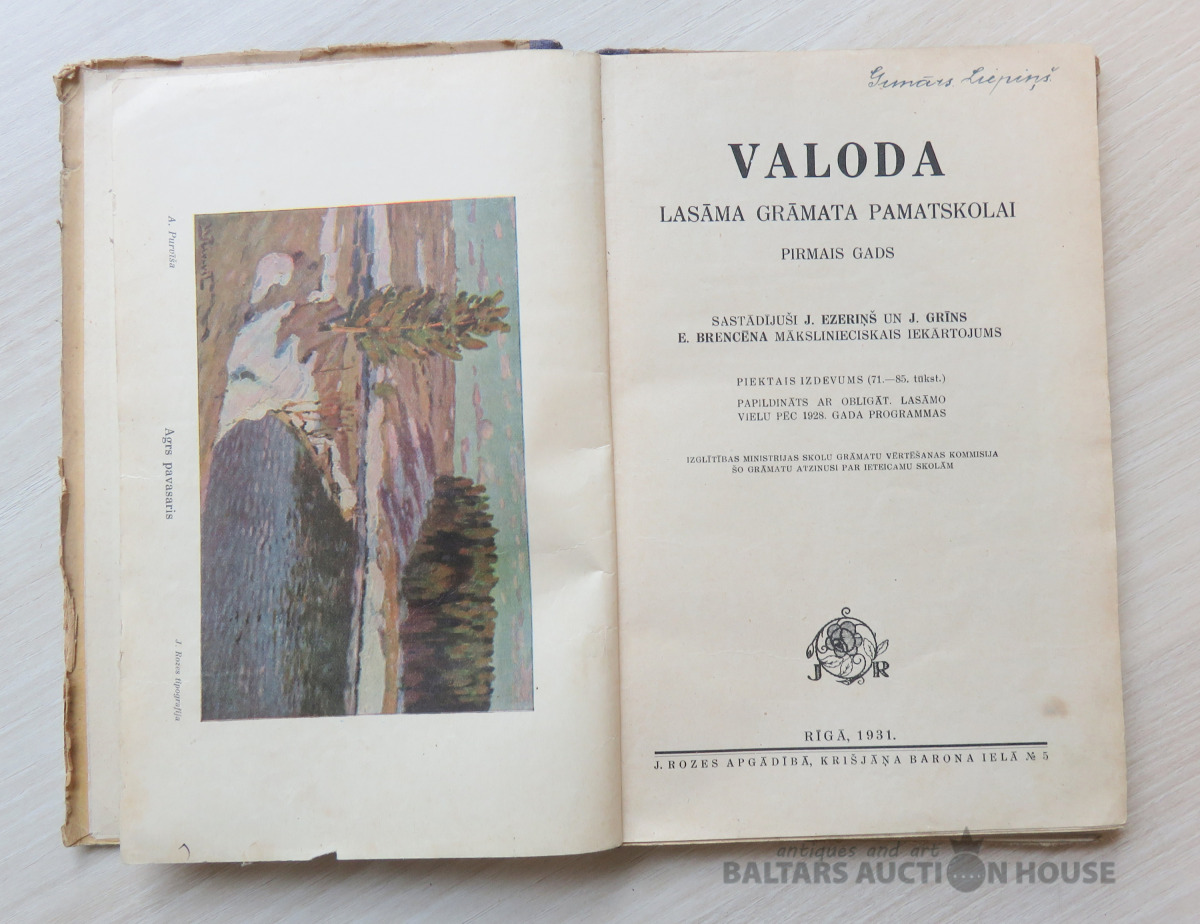 A. Purvīša
Agrs pavasaris
J. Rozes tipografija
Gunārs Liepiņš
VALODA
LASĀMA GRĀMATA PAMATSKOLAI
PIRMAIS GADS
SASTĀDĪJUŠI J. EZERIŅŠ UN J. GRĪNS
E. BRENCĒNA MĀKSLINIECISKAIS IEKĀRTOJUMS
PIEKTAIS IZDEVUMS (71.—85. tūkst.)
PAPILDINĀTS AR OBLIGĀT. LASĀMO
VIELU PĒC 1928. GADA PROGRAMMAS
IZGLĪTĪBAS MINISTRIJAS SKOLU GRĀMATU VĒRTĒŠANAS KOMMISIJA
ŠO GRĀMATU ATZINUSI PAR IETEICAMU SKOLĀM
J R
RĪGĀ, 1931.
J. ROZES APGĀDĪBĀ, KRIŠJĀŅA BARONA IELĀ № 5
antiques and art
BALTARS AUCTION HOUSE